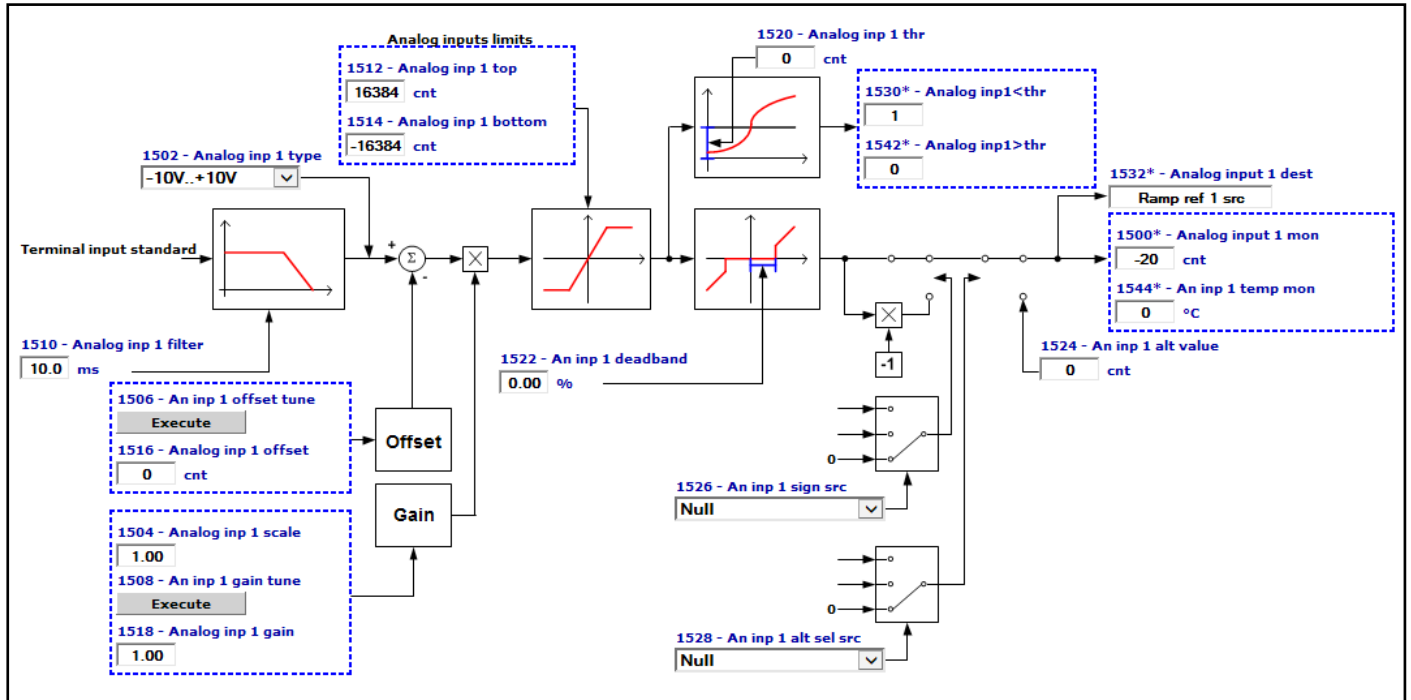 Analog inputs limits
1512 - Analog inp 1 top
16384 cnt
1514 - Analog inp 1 bottom
-16384 cnt
1520 - Analog inp 1 thr
0 cnt
1530* - Analog inp1<thr
1
1542* - Analog inp1>thr
0
1502 - Analog inp 1 type
-10V..+10V
Terminal input standard
+
Σ
-
X
1532* - Analog input 1 dest
Ramp ref 1 src
1500* - Analog input 1 mon
-20 cnt
1544* - An inp 1 temp mon
0 °C
1510 - Analog inp 1 filter
10.0 ms
1522 - An inp 1 deadband
0.00 %
X
-1
1524 - An inp 1 alt value
0 cnt
1506 - An inp 1 offset tune
Execute
1516 - Analog inp 1 offset
0 cnt
Offset
1504 - Analog inp 1 scale
1.00
1508 - An inp 1 gain tune
Execute
1518 - Analog inp 1 gain
1.00
Gain
0
1526 - An inp 1 sign src
Null
0
1528 - An inp 1 alt sel src
Null